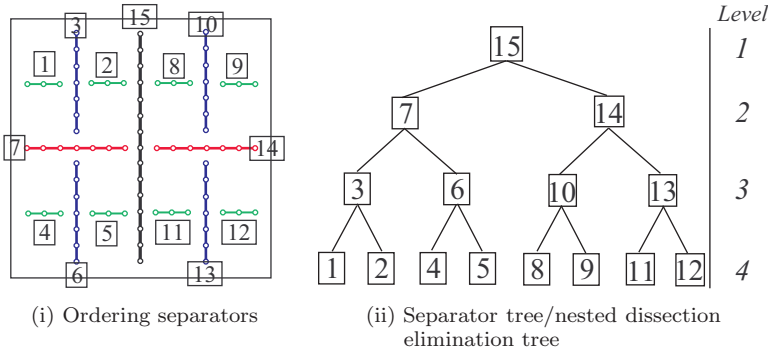 3 15 10
1 2 8 9
7 14
4 5 11 12
6 13
(i) Ordering separators
Level
15 1
7 14 2
3 6 10 13 3
1 2 4 5 8 9 11 12 4
(ii) Separator tree/nested dissection
elimination tree